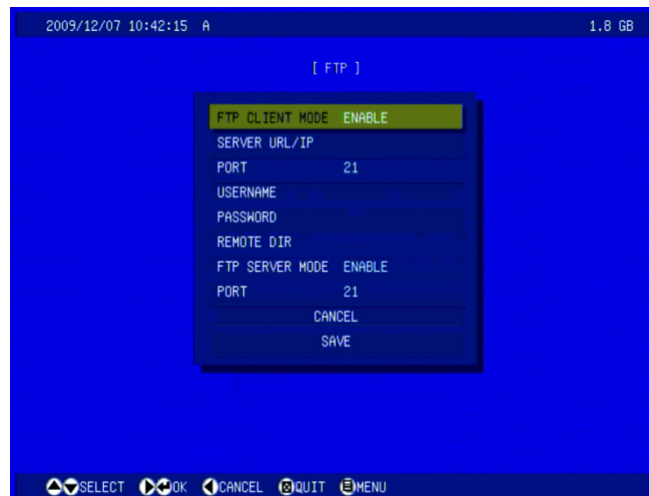 2009/12/07 10:42:15 A 1.8 GB
[ FTP ]
FTP CLIENT MODE ENABLE
SERVER URL/IP
PORT 21
USERNAME
PASSWORD
REMOTE DIR
FTP SERVER MODE ENABLE
PORT 21
CANCEL
SAVE
SELECT OK CANCEL QUIT MENU